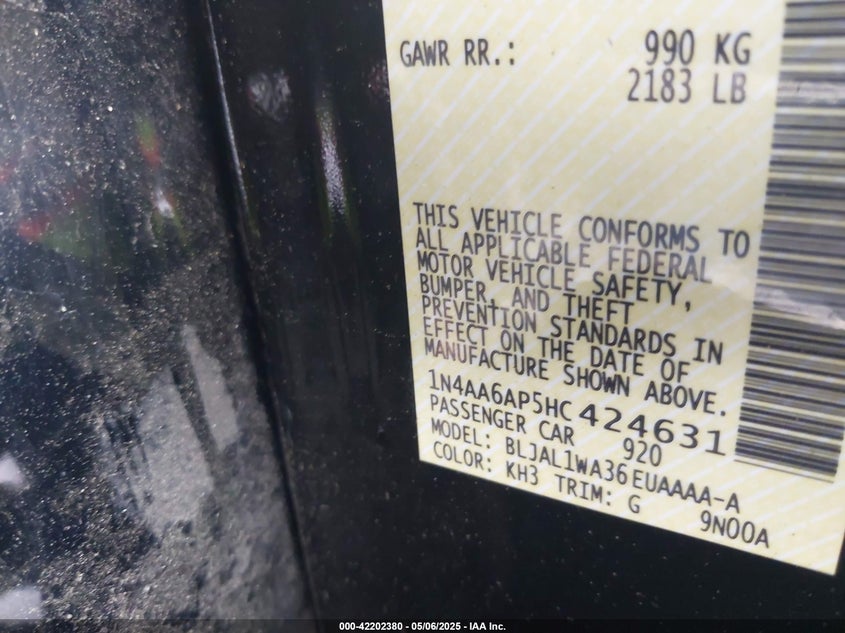 GAWR RR.: 990 KG
2183 LB
THIS VEHICLE CONFORMS TO
ALL APPLICABLE FEDERAL
MOTOR VEHICLE SAFETY,
BUMPER, AND THEFT
PREVENTION STANDARDS IN
EFFECT ON THE DATE OF
MANUFACTURE SHOWN ABOVE.
1N4AA6AP5HC424631
PASSENGER CAR 920
MODEL: BLJAL1WA36EUAAAA-A
COLOR: KH3 TRIM: G 9N00A
000-42202380 - 05/06/2025 - IAA Inc.